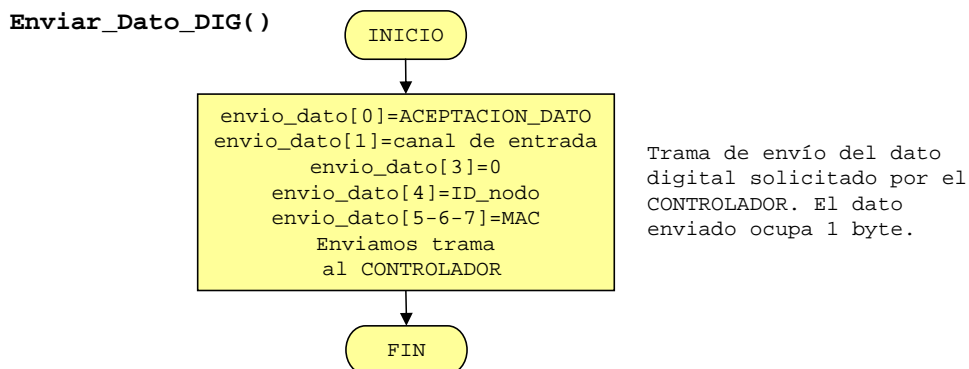 Enviar_Dato_DIG()
INICIO
envio_dato[0]=ACEPTACION_DATO
envio_dato[1]=canal de entrada
envio_dato[3]=0
envio_dato[4]=ID_nodo
envio_dato[5-6-7]=MAC
Enviamos trama
al CONTROLADOR
Trama de envío del dato
digital solicitado por el
CONTROLADOR. El dato
enviado ocupa 1 byte.
FIN